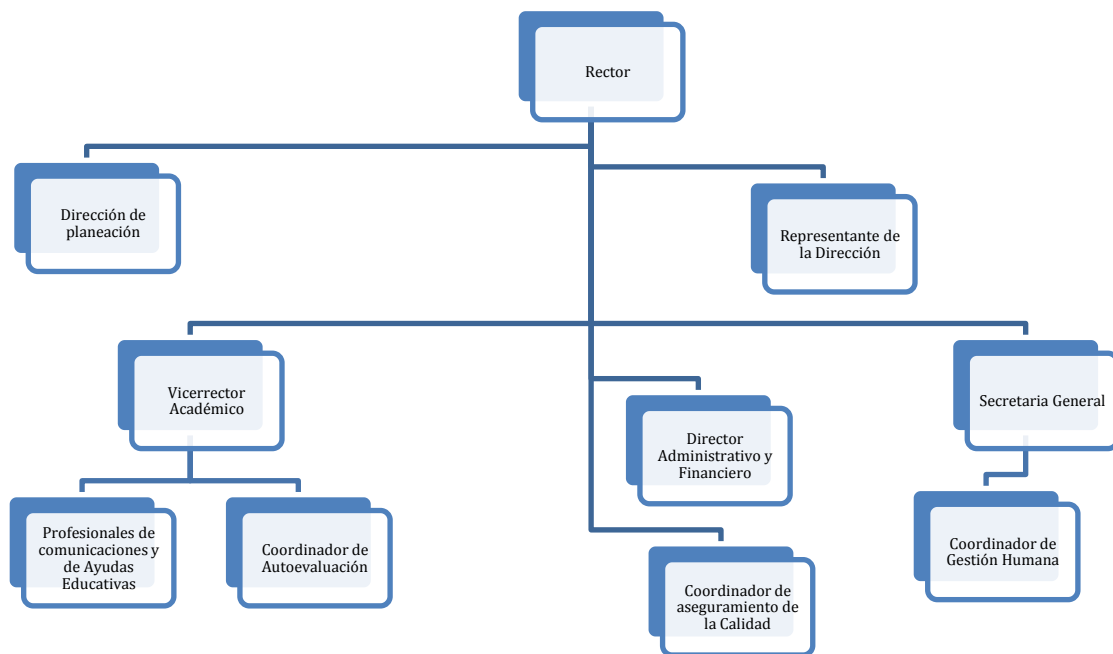 Rector
Dirección de
planeación
Representante de
la Dirección
Vicerrector
Académico
Secretaria General
Director
Administrativo y
Financiero
Profesionales de
comunicaciones y
de Ayudas
Educativas
Coordinador de
Autoevaluación
Coordinador de
Gestión Humana
Coordinador de
aseguramiento de
la Calidad